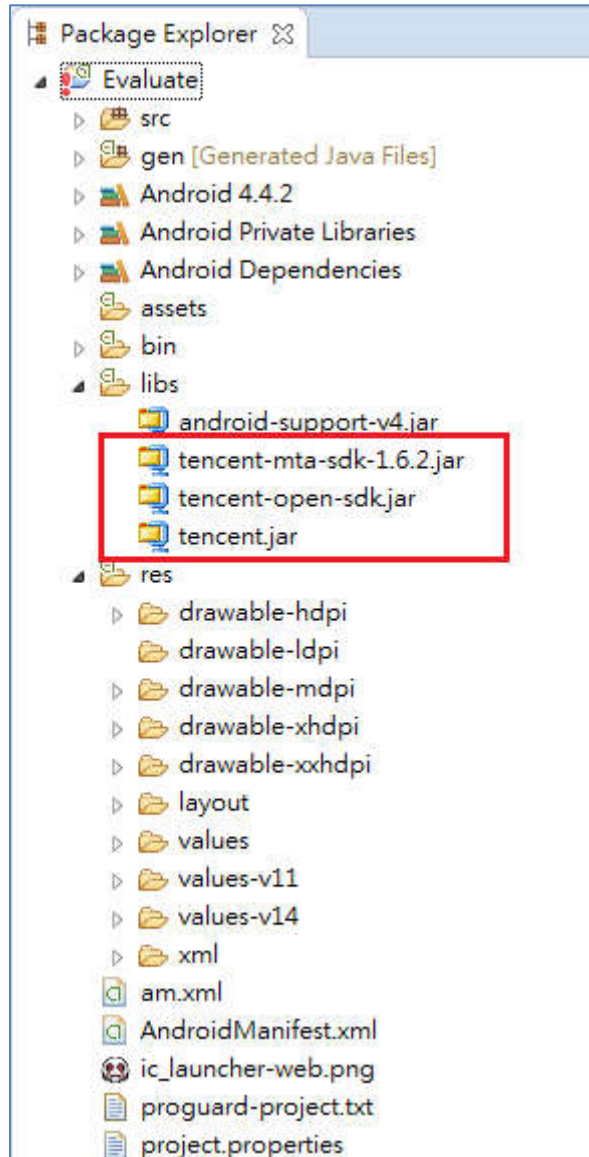 Package Explorer
Evaluate
src
gen [Generated Java Files]
Android 4.4.2
Android Private Libraries
Android Dependencies
assets
bin
libs
android-support-v4.jar
tencent-mta-sdk-1.6.2.jar
tencent-open-sdk.jar
tencent.jar
res
drawable-hdpi
drawable-ldpi
drawable-mdpi
drawable-xhdpi
drawable-xxhdpi
layout
values
values-v11
values-v14
xml
am.xml
AndroidManifest.xml
ic_launcher-web.png
proguard-project.txt
project.properties